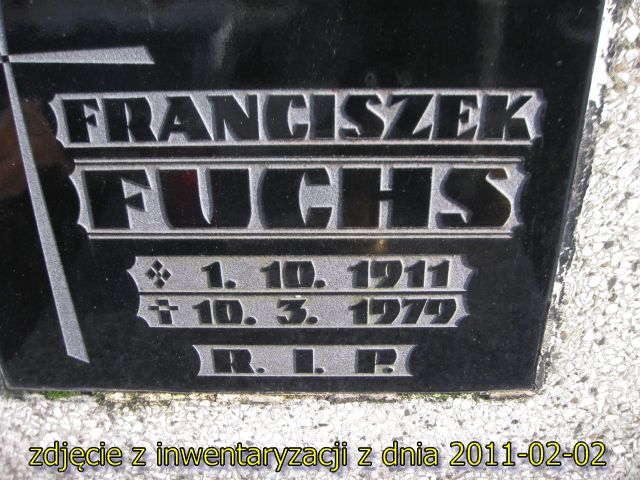 FRANCISZEK
FUCHS
1. 10. 1911
10. 3. 1979
R. I. P.
zdjęcie z inwentaryzacji z dnia 2011-02-02